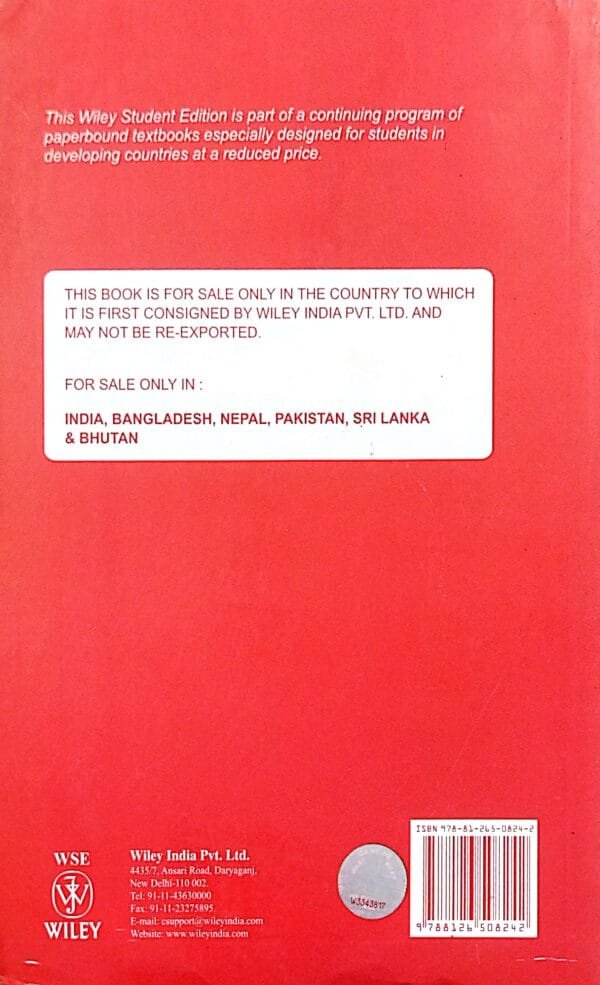 This Wiley Student Edition is part of a continuing program of
paperbound textbooks especially designed for students in
developing countries at a reduced price.
THIS BOOK IS FOR SALE ONLY IN THE COUNTRY TO WHICH
IT IS FIRST CONSIGNED BY WILEY INDIA PVT. LTD. AND
MAY NOT BE RE-EXPORTED.
FOR SALE ONLY IN :
INDIA, BANGLADESH, NEPAL, PAKISTAN, SRI LANKA
& BHUTAN
WSE
WILEY
Wiley India Pvt. Ltd.
4435/7, Ansari Road, Daryaganj,
New Delhi-110 002.
Tel: 91-11-43630000
Fax: 91-11-23275895.
E-mail: csupport@wileyindia.com
Website: www.wileyindia.com
W3343817
ISBN 978-81-265-0824-2
9 788126 508242